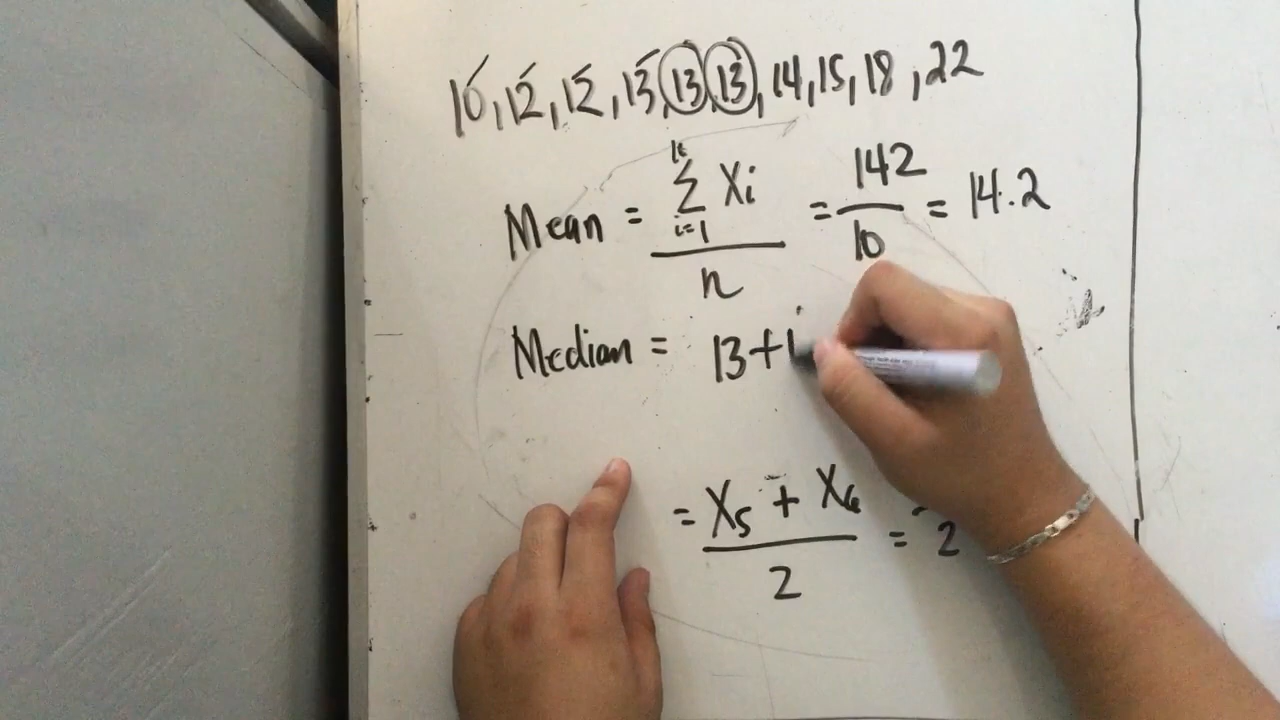 10, 12, 12, 13, 13, 13, 14, 15, 18, 22
Mean = Σ Xi i=1 / n = 142 / 10 = 14.2
Median = 13+1
= X5 + X6 / 2 = 2